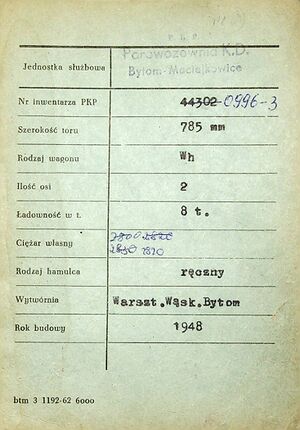 P.K.P.
Jednostka służbowa Parowozownia K.D.
Bytom-Maciejkowice
Nr inwentarza PKP 44302 0996-3
Szerokość toru 785 mm
Rodzaj wagonu Wh
Ilość osi 2
Ładowność w t. 8 t.
Ciężar własny 2820
Rodzaj hamulca ręczny
Wytwórnia Warszt.Wąsk.Bytom
Rok budowy 1948
btm 3 1192-62 6000